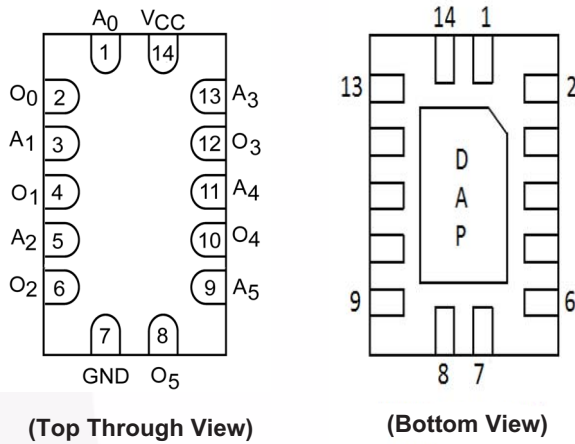 A0 VCC
1 14
O0 2 13 A3
A1 3 12 O3
O1 4 11 A4
A2 5 10 O4
O2 6 9 A5
7 8
GND O5
(Top Through View)
14 1
13 2
D
A
P
9 6
8 7
(Bottom View)